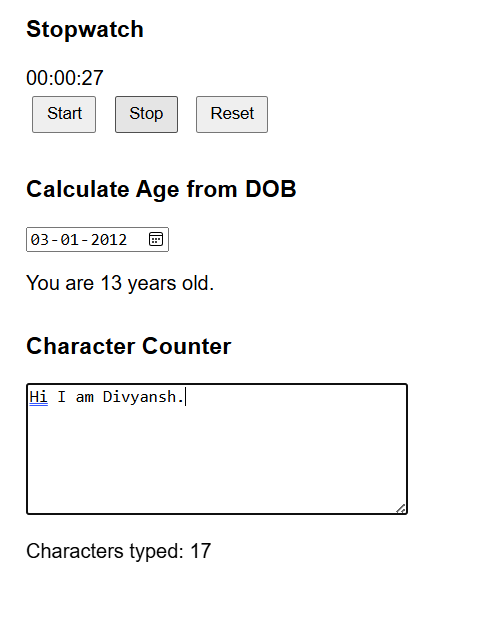 Stopwatch
00:00:27
Start Stop Reset
Calculate Age from DOB
03-01-2012
You are 13 years old.
Character Counter
Hi I am Divyansh.
Characters typed: 17